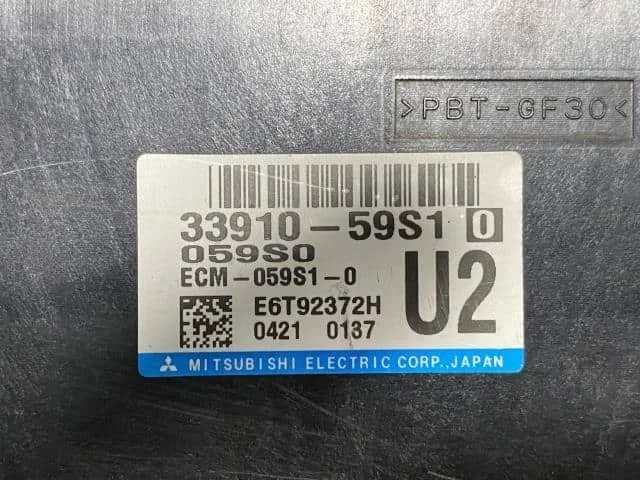 >PBT-GF30<
33910-59S1 0
059S0
ECM-059S1-0
E6T92372H
0421 0137
U2
MITSUBISHI ELECTRIC CORP., JAPAN